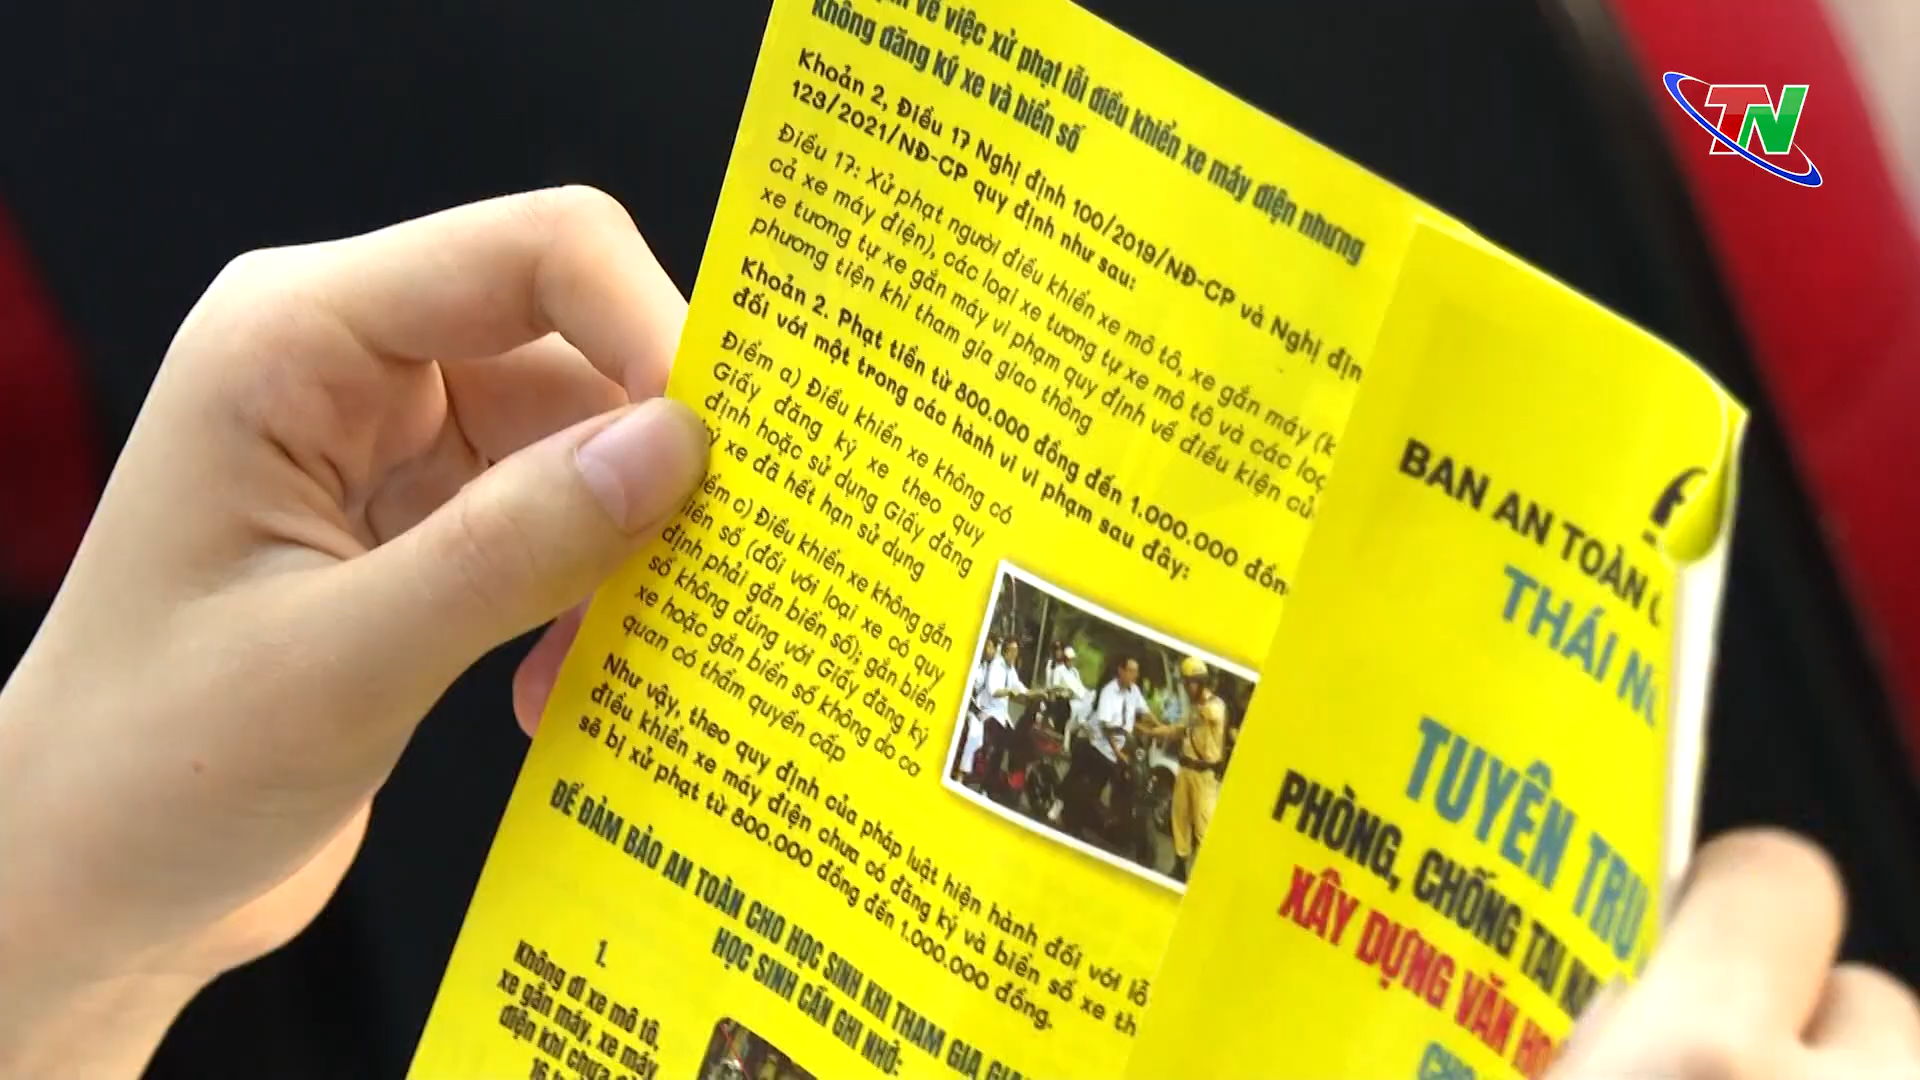 về việc xử phạt lỗi điều khiển xe máy điện nhưng
không đăng ký xe và biển số
Khoản 2, Điều 17 Nghị định 100/2019/NĐ-CP và Nghị
123/2021/NĐ-CP quy định như sau:
Điều 17: Xử phạt người điều khiển xe mô tô, xe gắn máy
cả xe máy điện), các loại xe tương tự xe mô tô và các
xe tương tự xe gắn máy vi phạm quy định về điều kiện
phương tiện khi tham gia giao thông
Khoản 2. Phạt tiền từ 800.000 đồng đến 1.000.000
đối với một trong các hành vi vi phạm sau đây:
Điểm a) Điều khiển xe không có
Giấy đăng ký xe theo quy
định hoặc sử dụng Giấy đăng
xe đã hết hạn sử dụng
c) Điều khiển xe không gắn
số (đối với loại xe có quy
định phải gắn biển số); gắn biển
số không đúng với Giấy đăng ký
xe hoặc gắn biển số không do cơ
quan có thẩm quyền cấp
Như vậy, theo quy định của pháp luật hiện hành đối với
điều khiển xe máy điện chưa có đăng ký và biển số xe
sẽ bị xử phạt từ 800.000 đồng đến 1.000.000 đồng.
ĐỂ ĐẢM BẢO AN TOÀN CHO HỌC SINH KHI THAM GIA
HỌC SINH CẦN GHI NHỚ:
1.
Không đi xe mô tô,
xe gắn máy, xe máy
điện khi chưa
16
BAN AN TOÀN
THÁI
TUYÊN
PHÒNG, CHỐNG TAI
XÂY DỰNG VĂN
TN